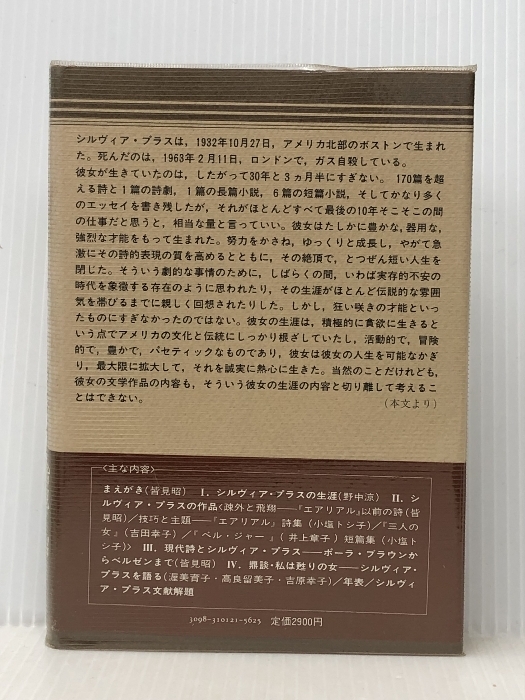 シルヴィア・プラスは，1932年10月27日，アメリカ北部のボストンで生まれ
た。死んだのは，1963年２月11日，ロンドンで，ガス自殺している。
彼女が生きていたのは，したがって30年と３ヵ月半にすぎない。 170篇を超
える詩と１篇の詩劇， １篇の長篇小説， ６篇の短篇小説，そしてかなり多く
のエッセイを書き残したが，それがほとんどすべて最後の10年そこそこの間
の仕事だと思うと，相当な量と言っていい。彼女はたしかに豊かな，器用な，
強烈な才能をもって生まれた。努力をかさね，ゆっくりと成長し，やがて急
激にその詩的表現の質を高めるとともに，その絶頂で，とつぜん短い人生を
閉じた。そういう劇的な事情のために，しばらくの間，いわば実存的不安の
時代を象徴する存在のように思われたり，その生涯がほとんど伝説的な雰囲
気を帯びるまでに親しく回想されたりした。しかし，狂い咲きの才能といっ
たものにすぎなかったのではない。彼女の生涯は，積極的に貪欲に生きると
いう点でアメリカの文化と伝統にしっかり根ざしていたし，活動的で，冒険
的で，豊かで，パセティックなものであり，彼女は彼女の人生を可能なかぎ
り，最大限に拡大して，それを誠実に熱心に生きた。当然のことだけれども，
彼女の文学作品の内容も，そういう彼女の生涯の内容と切り離して考えるこ
とはできない。
（本文より）
〈主な内容〉
まえがき(皆見昭) Ⅰ．シルヴィア・プラスの生涯(野中涼) Ⅱ．シ
ルヴィア・プラスの作品〈疎外と飛翔――『エアリアル』以前の詩(皆
見昭)／技巧と主題――『エアリアル』詩集(小塩トシ子)／『三人の
女』(吉田幸子)／『ベル・ジャー』(井上章子) 短篇集(小塩ト
シ子)〉 Ⅲ．現代詩とシルヴィア・プラス――ポーラ・ブラウンか
らベルゼンまで(皆見昭) Ⅳ．鼎談・私は甦りの女――シルヴィア・
プラスを語る(渥美育子・高良留美子・吉原幸子)／年表／シルヴィ
ア・プラス文献解題
3098-310121-5625 定価2900円